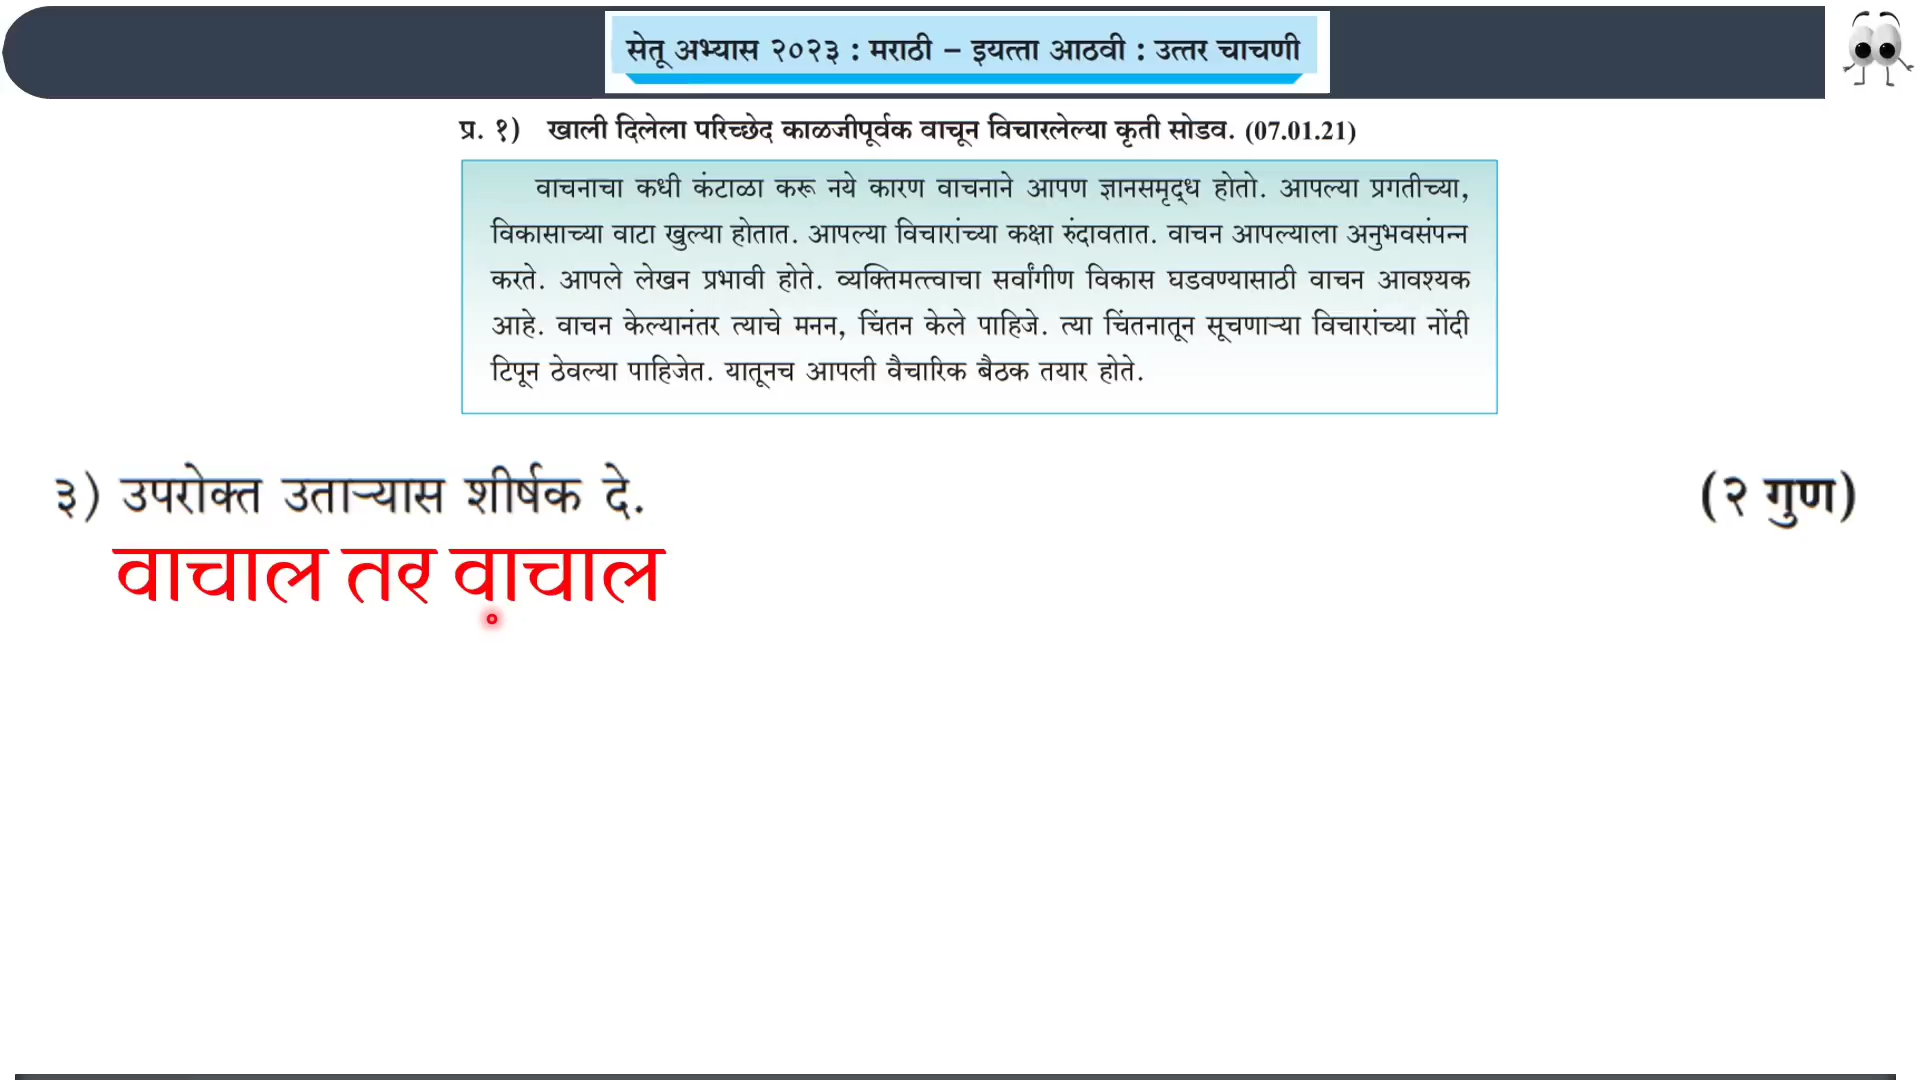 सेतू अभ्यास २०२३ : मराठी – इयत्ता आठवी : उत्तर चाचणी
प्र. १) खाली दिलेला परिच्छेद काळजीपूर्वक वाचून विचारलेल्या कृती सोडव. (07.01.21)
वाचनाचा कधी कंटाळा करू नये कारण वाचनाने आपण ज्ञानसमृद्ध होतो. आपल्या प्रगतीच्या,
विकासाच्या वाटा खुल्या होतात. आपल्या विचारांच्या कक्षा रुंदावतात. वाचन आपल्याला अनुभवसंपन्न
करते. आपले लेखन प्रभावी होते. व्यक्तिमत्त्वाचा सर्वांगीण विकास घडवण्यासाठी वाचन आवश्यक
आहे. वाचन केल्यानंतर त्याचे मनन, चिंतन केले पाहिजे. त्या चिंतनातून सूचणाऱ्या विचारांच्या नोंदी
टिपून ठेवल्या पाहिजेत. यातूनच आपली वैचारिक बैठक तयार होते.
३) उपरोक्त उताऱ्यास शीर्षक दे. (२ गुण)
वाचाल तर वाचाल